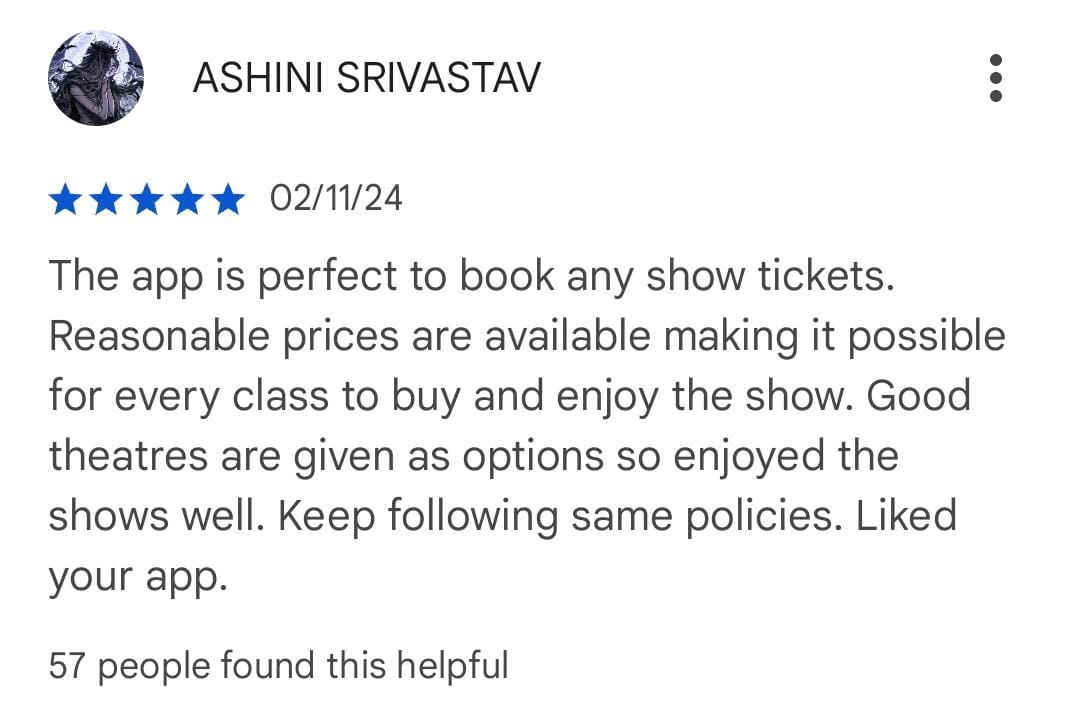 ASHINI SRIVASTAV
02/11/24
The app is perfect to book any show tickets.
Reasonable prices are available making it possible
for every class to buy and enjoy the show. Good
theatres are given as options so enjoyed the
shows well. Keep following same policies. Liked
your app.
57 people found this helpful